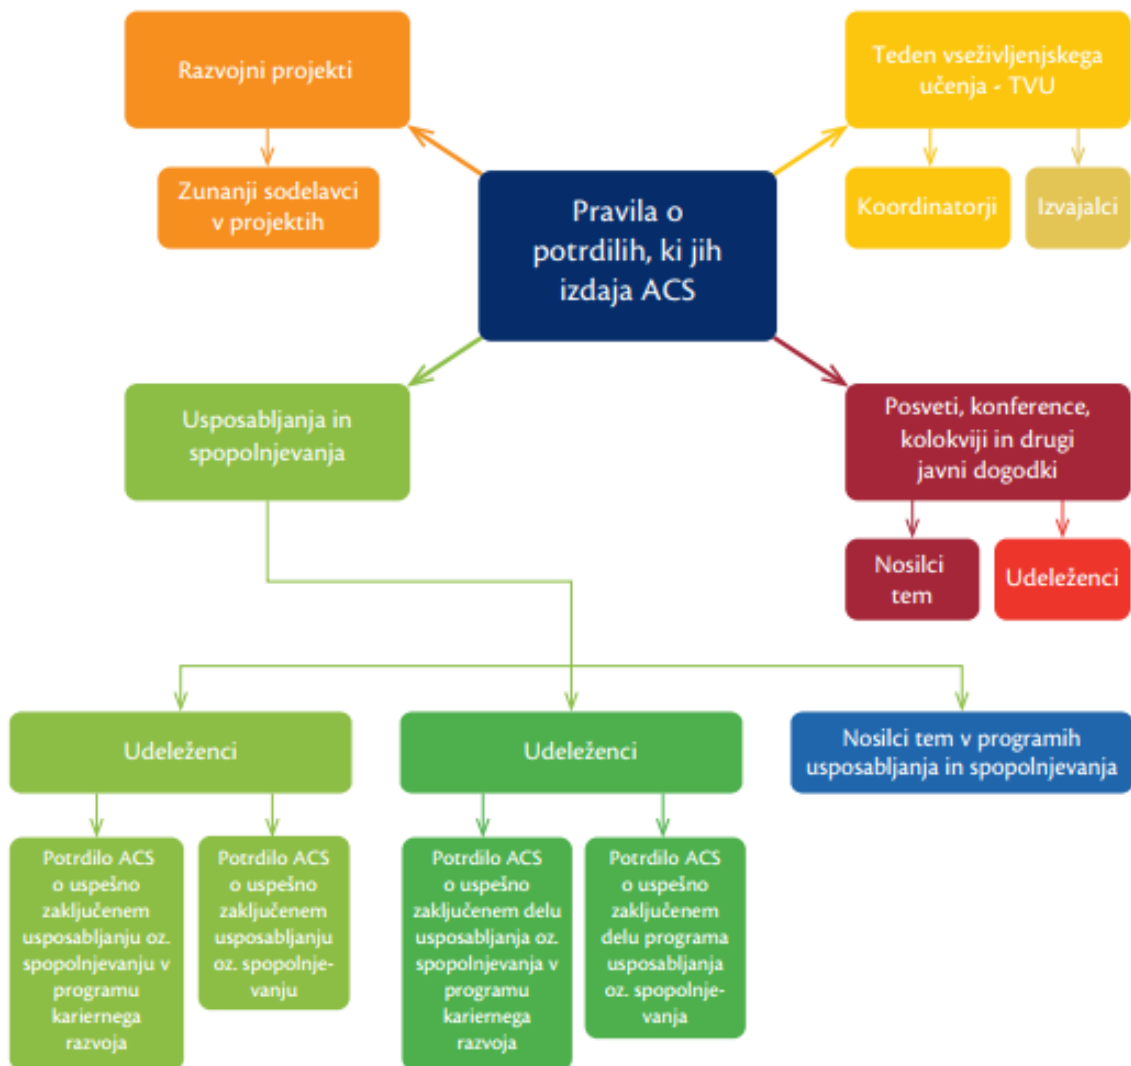 Razvojni projekti
Teden vseživljenjskega
učenja - TVU
Zunanji sodelavci
v projektih
Koordinatorji
Izvajalci
Pravila o
potrdilih, ki jih
izdaja ACS
Usposabljanja in
spopolnjevanja
Posveti, konference,
kolokviji in drugi
javni dogodki
Nosilci
tem
Udeleženci
Udeleženci
Udeleženci
Nosilci tem v programih
usposabljanja in spopolnjevanja
Potrdilo ACS
o uspešno
zaključenem
usposabljanju oz.
spopolnjevanju v
programu
kariernega
razvoja
Potrdilo ACS
o uspešno
zaključenem
usposabljanju
oz. spopolnje-
vanju
Potrdilo ACS
o uspešno
zaključenem delu
usposabljanja oz.
spopolnjevanja v
programu
kariernega
razvoja
Potrdilo ACS
o uspešno
zaključenem
delu programa
usposabljanja
oz. spopolnje-
vanja